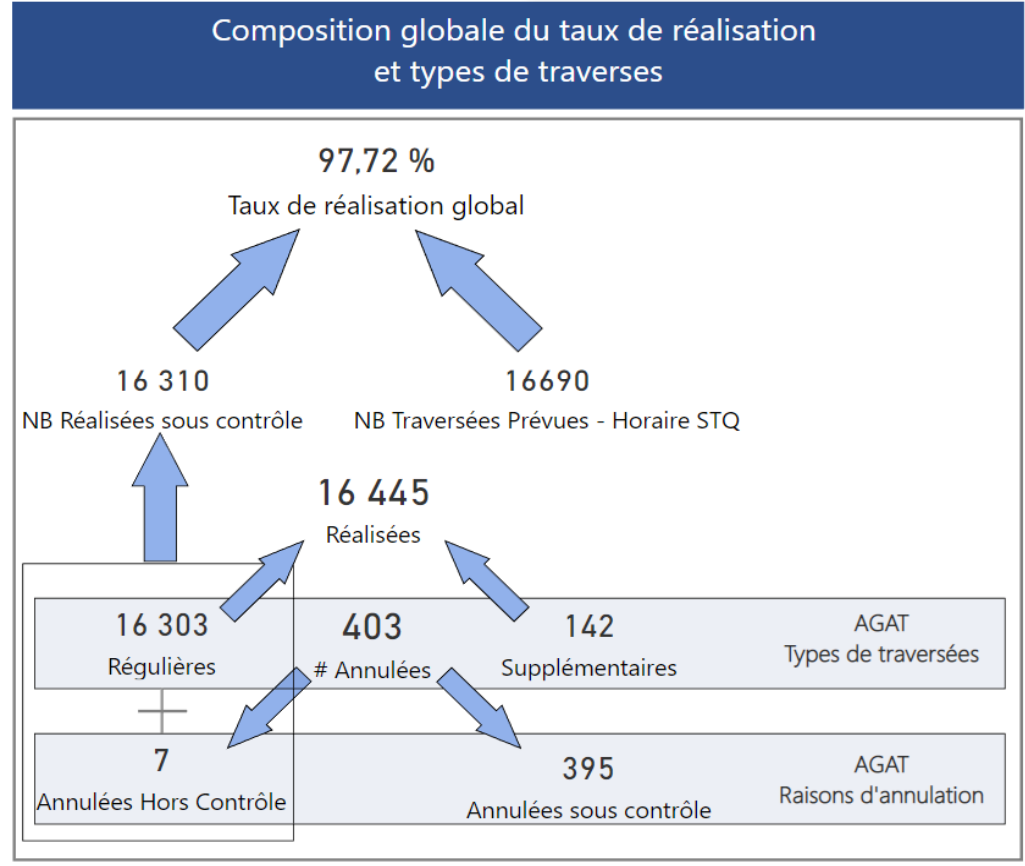 Composition globale du taux de réalisation
et types de traverses
97,72 %
Taux de réalisation global
16 310
NB Réalisées sous contrôle
16690
NB Traversées Prévues - Horaire STQ
16 445
Réalisées
16 303
Régulières
403
# Annulées
142
Supplémentaires
AGAT
Types de traversées
7
Annulées Hors Contrôle
395
Annulées sous contrôle
AGAT
Raisons d'annulation